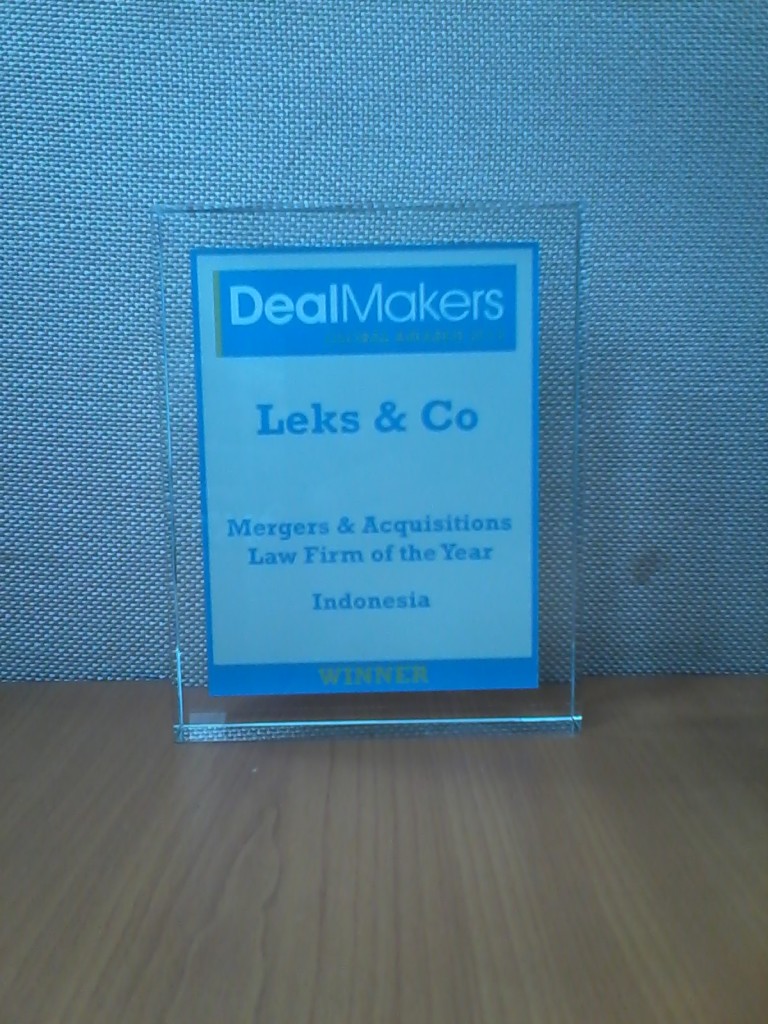 DealMakers
Leks & Co
Mergers & Acquisitions
Law Firm of the Year
Indonesia
WINNER